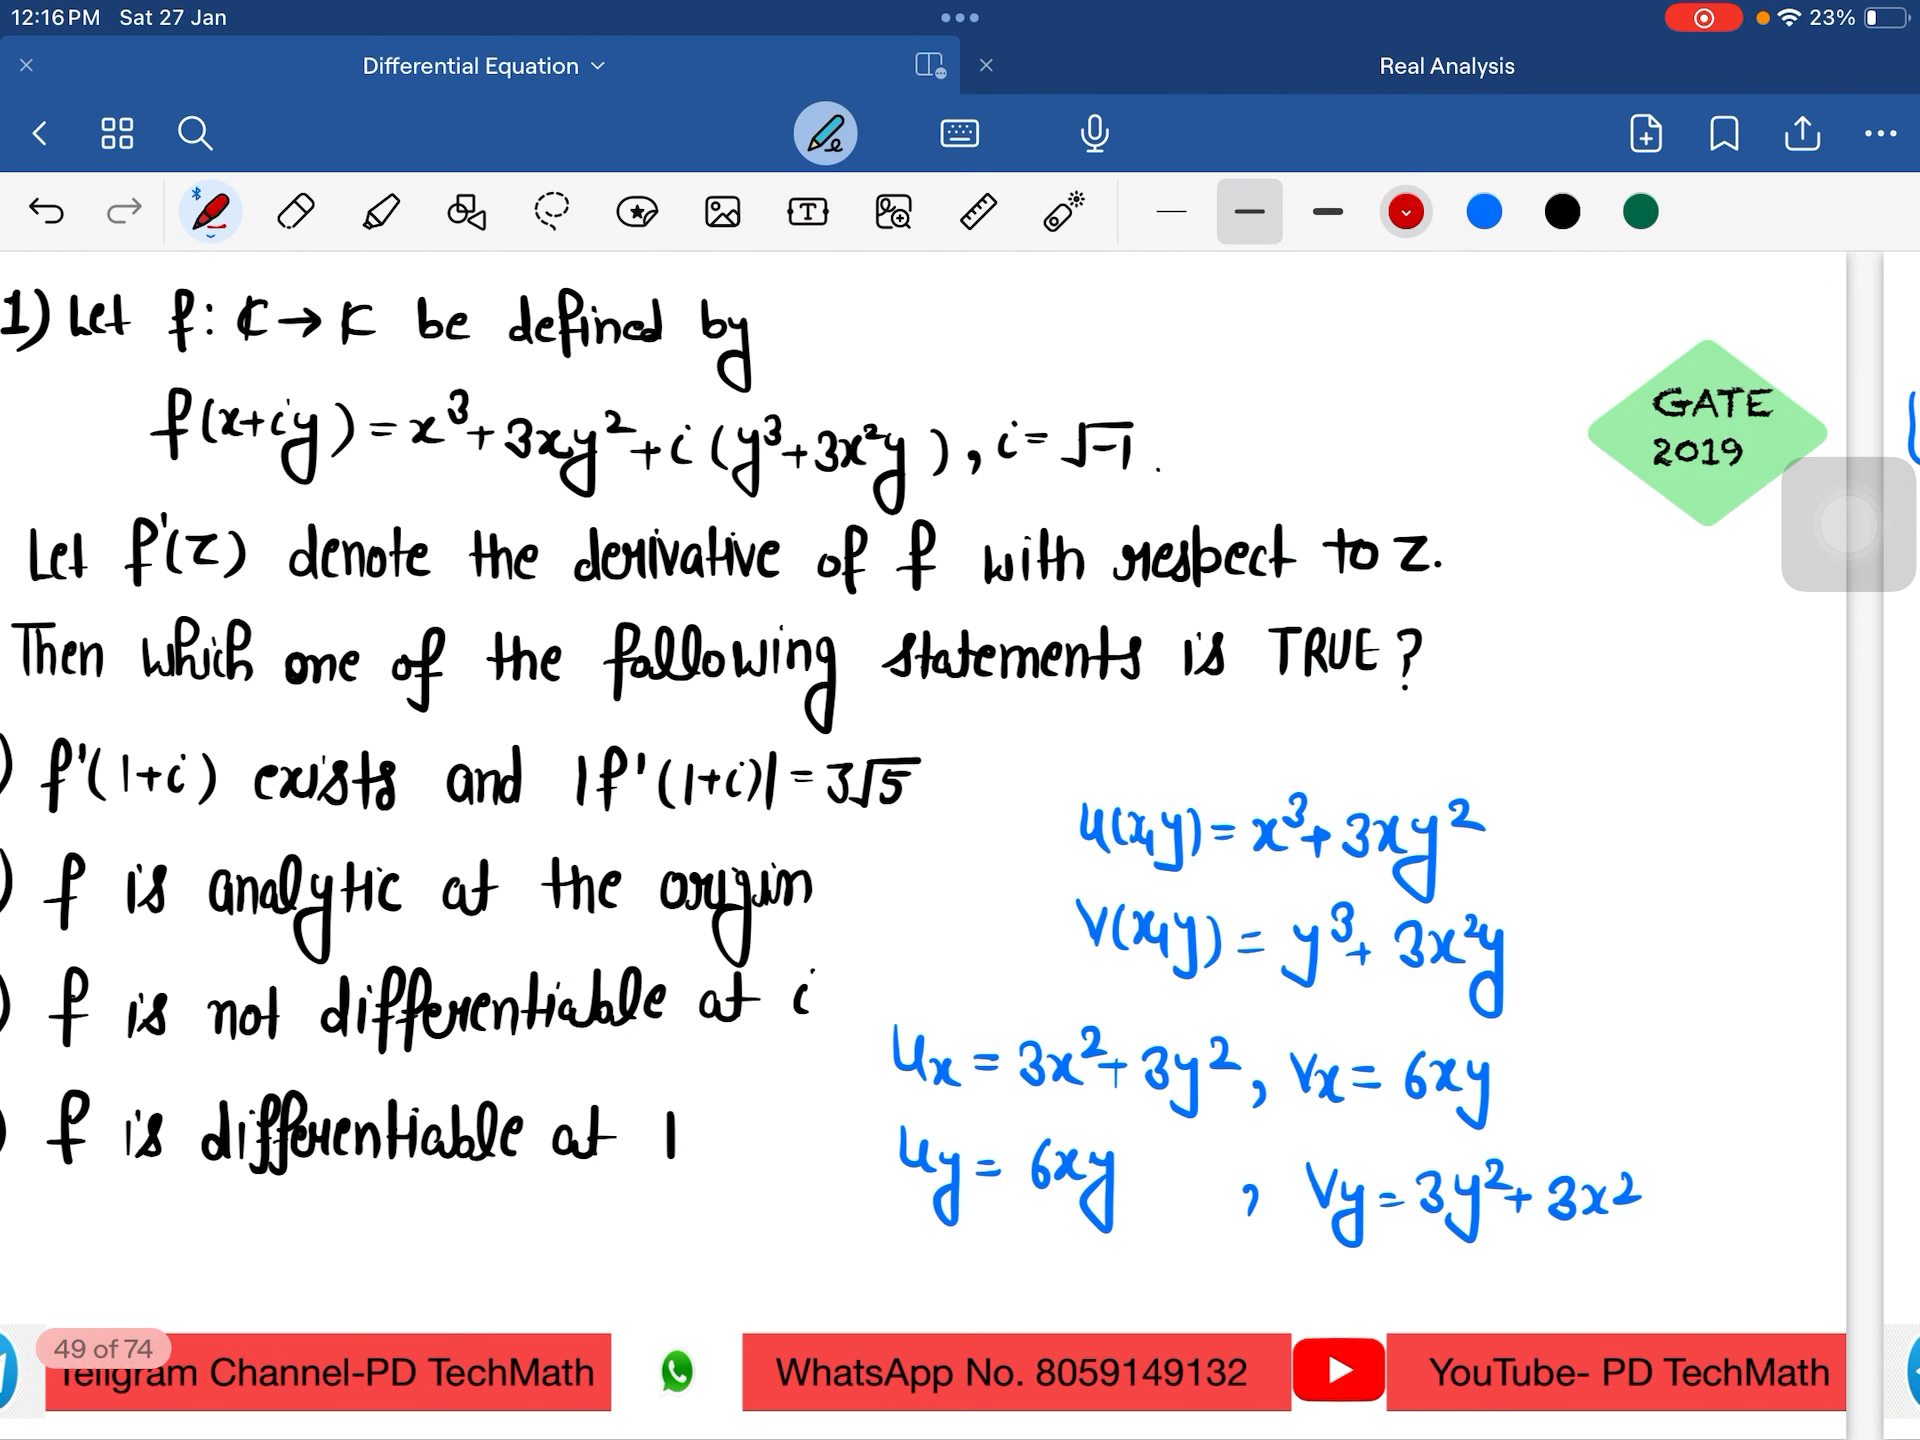 12:16 PM Sat 27 Jan
23%
Differential Equation
Real Analysis
1) Let f: ₵ → ₵ be defined by
f(x+iy) = x³+3xy²+i(y³+3x²y), i=√-1.
GATE
2019
Let f'(z) denote the derivative of f with respect to z.
Then which one of the following statements is TRUE?
) f'(1+i) exists and |f'(1+i)| = 3√5
) f is analytic at the origin
) f is not differentiable at i
) f is differentiable at 1
u(x,y) = x³+3xy²
v(x,y) = y³+3x²y
ux = 3x²+3y², vx = 6xy
uy = 6xy , vy = 3y²+3x²
49 of 74
Teligram Channel-PD TechMath
WhatsApp No. 8059149132
YouTube- PD TechMath